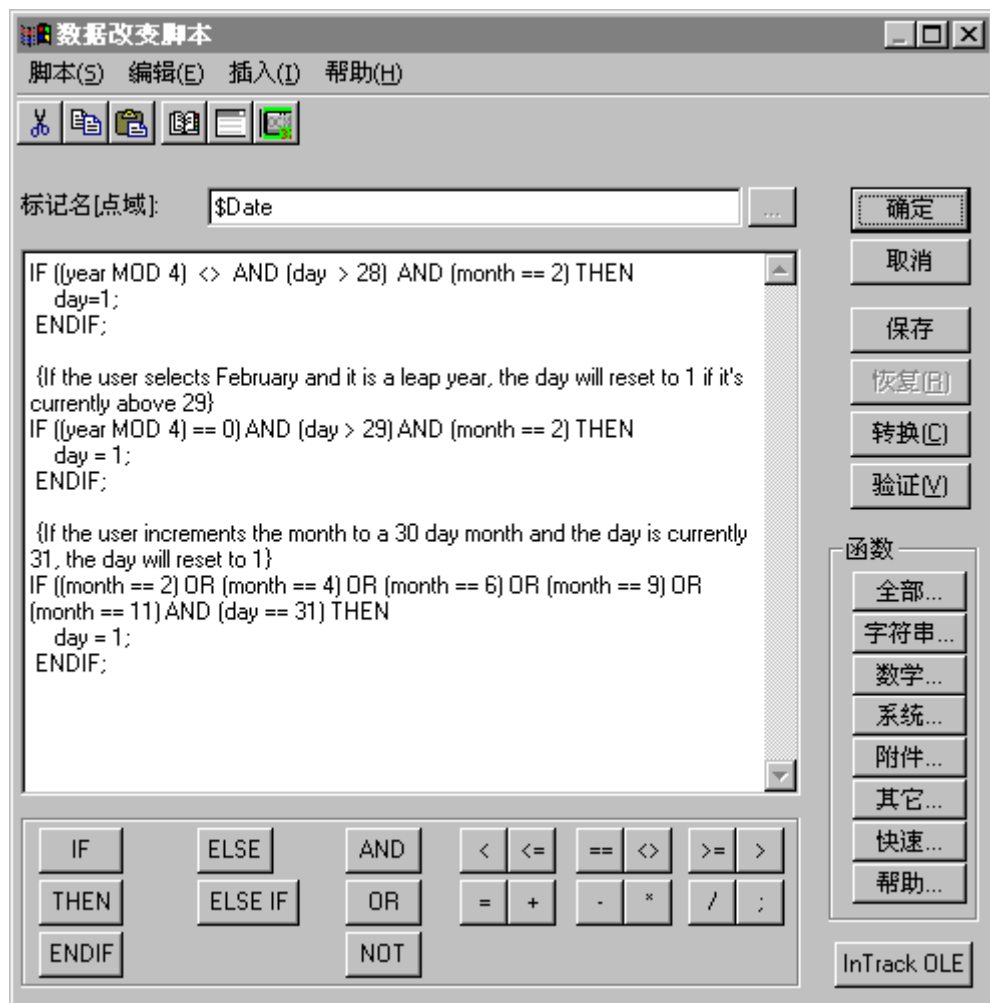 数据改变脚本
脚本(S) 编辑(E) 插入(I) 帮助(H)
标记名[点域]: $Date ...
确定
取消
保存
恢复(R)
转换(C)
验证(V)
IF ((year MOD 4) <> AND (day > 28) AND (month == 2) THEN
day=1;
ENDIF;
{If the user selects February and it is a leap year, the day will reset to 1 if it's
currently above 29}
IF ((year MOD 4) == 0) AND (day > 29) AND (month == 2) THEN
day = 1;
ENDIF;
{If the user increments the month to a 30 day month and the day is currently
31, the day will reset to 1}
IF ((month == 2) OR (month == 4) OR (month == 6) OR (month == 9) OR
(month == 11) AND (day == 31) THEN
day = 1;
ENDIF;
函数
全部...
字符串...
数学...
系统...
附件...
其它...
快速...
帮助...
IF ELSE AND < <= == <> >= >
THEN ELSE IF OR = + - * / ;
ENDIF NOT
InTrack OLE